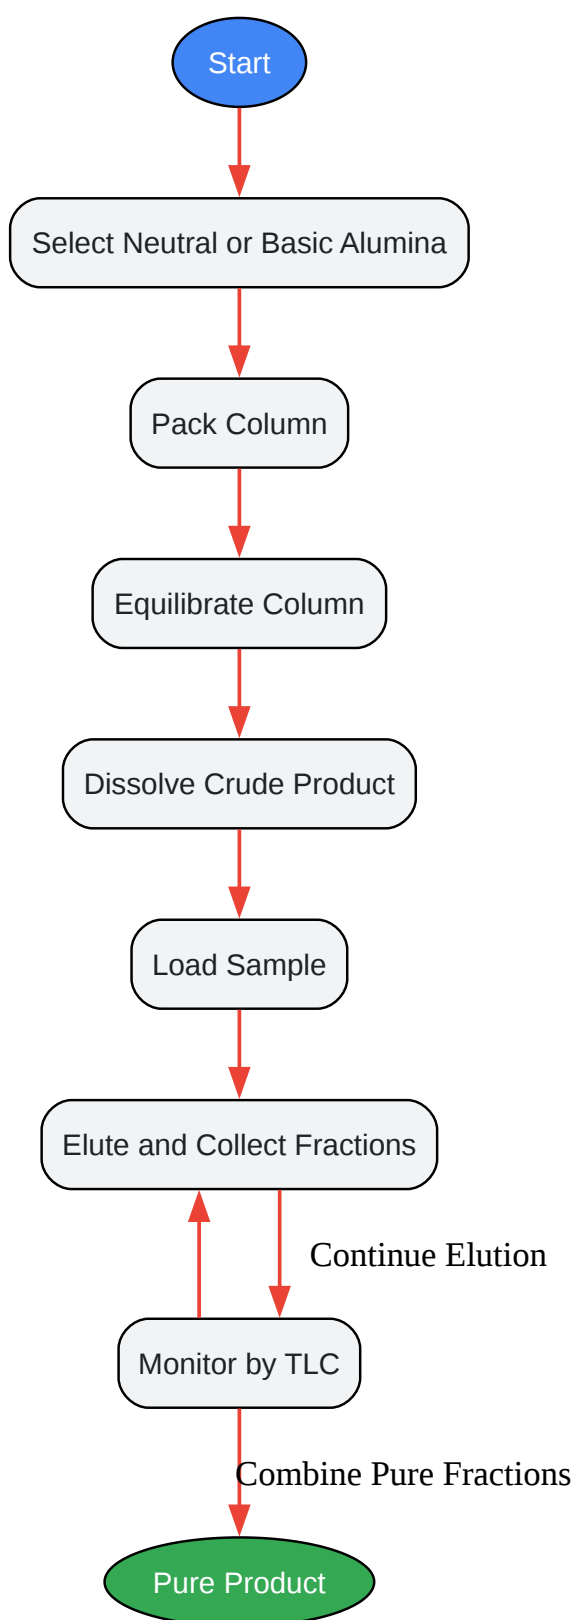 Start
Select Neutral or Basic Alumina
Pack Column
Equilibrate Column
Dissolve Crude Product
Load Sample
Elute and Collect Fractions
Continue Elution
Monitor by TLC
Combine Pure Fractions
Pure Product